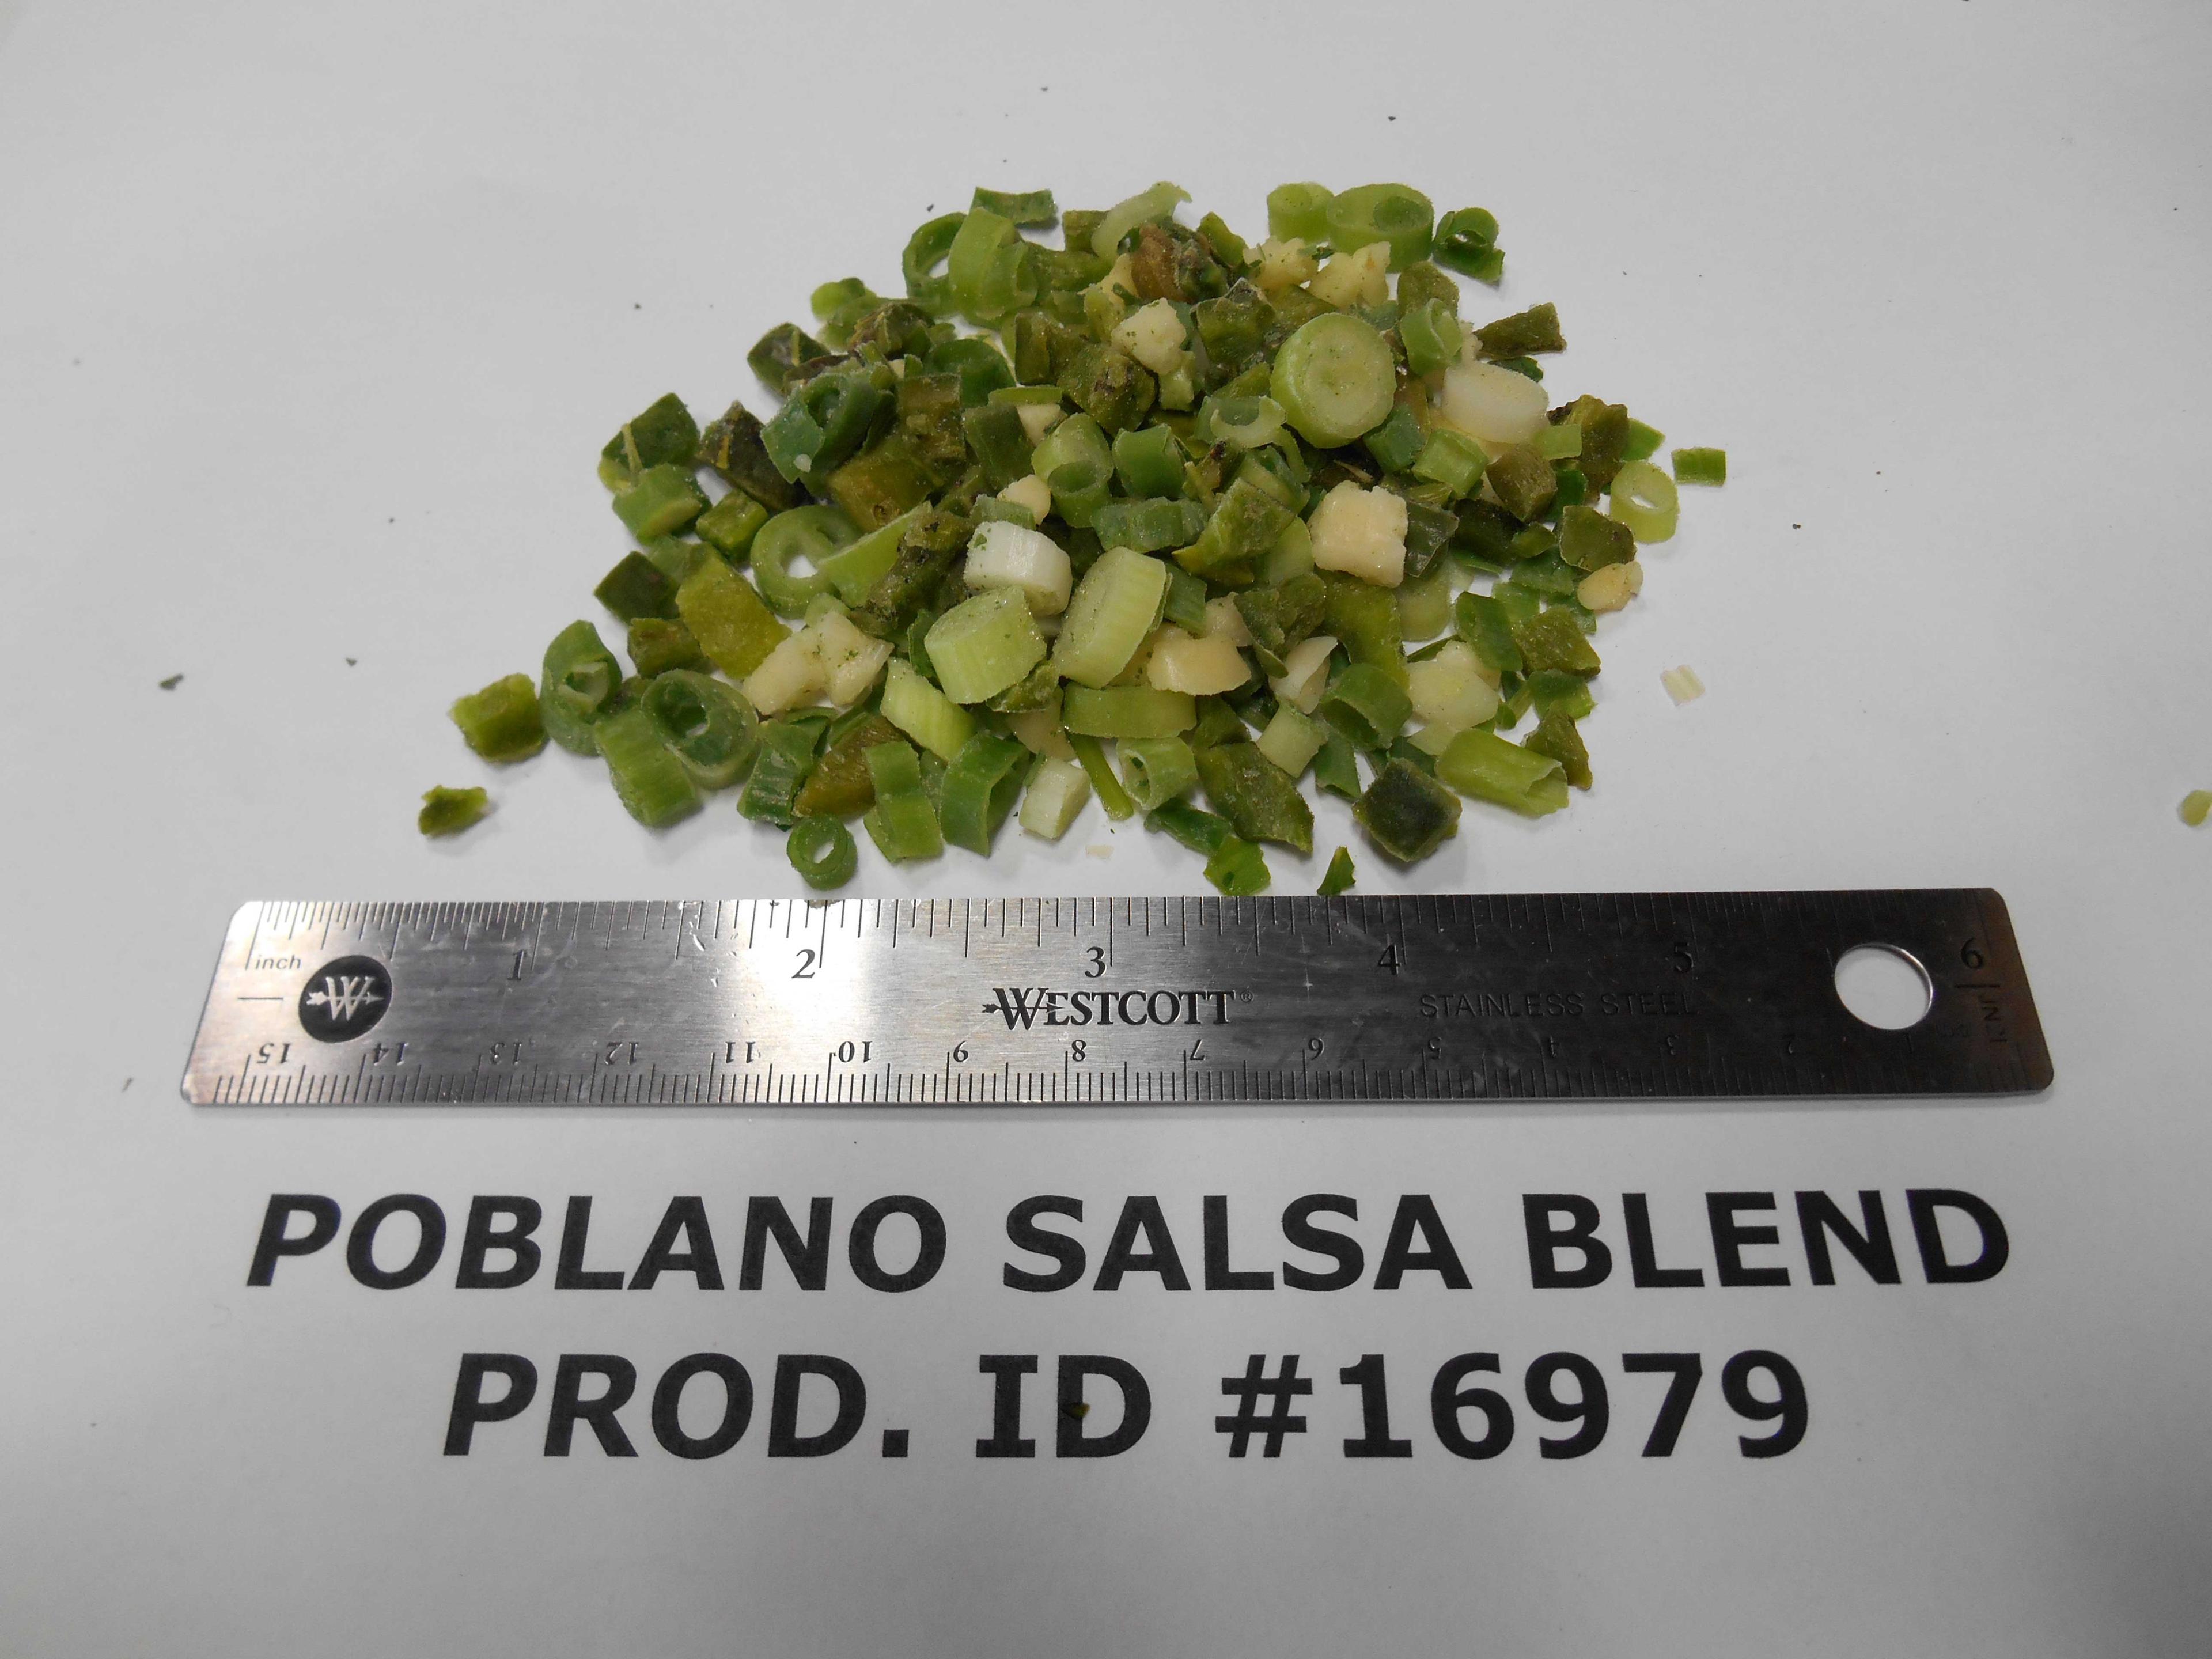 inch 1 2 3 4 5 6
W
WESTCOTT® STAINLESS STEEL
15 14 13 12 11 10 9 8 7 6 5 4 3 2
POBLANO SALSA BLEND
PROD. ID #16979